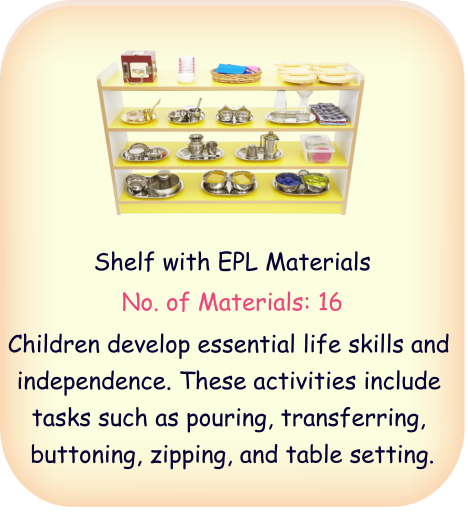 Shelf with EPL Materials
No. of Materials: 16
Children develop essential life skills and
independence. These activities include
tasks such as pouring, transferring,
buttoning, zipping, and table setting.